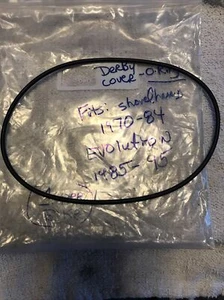 Derby
cover - O-Ring
Fits: shovelhead
1970-84
Evolution
1985-95